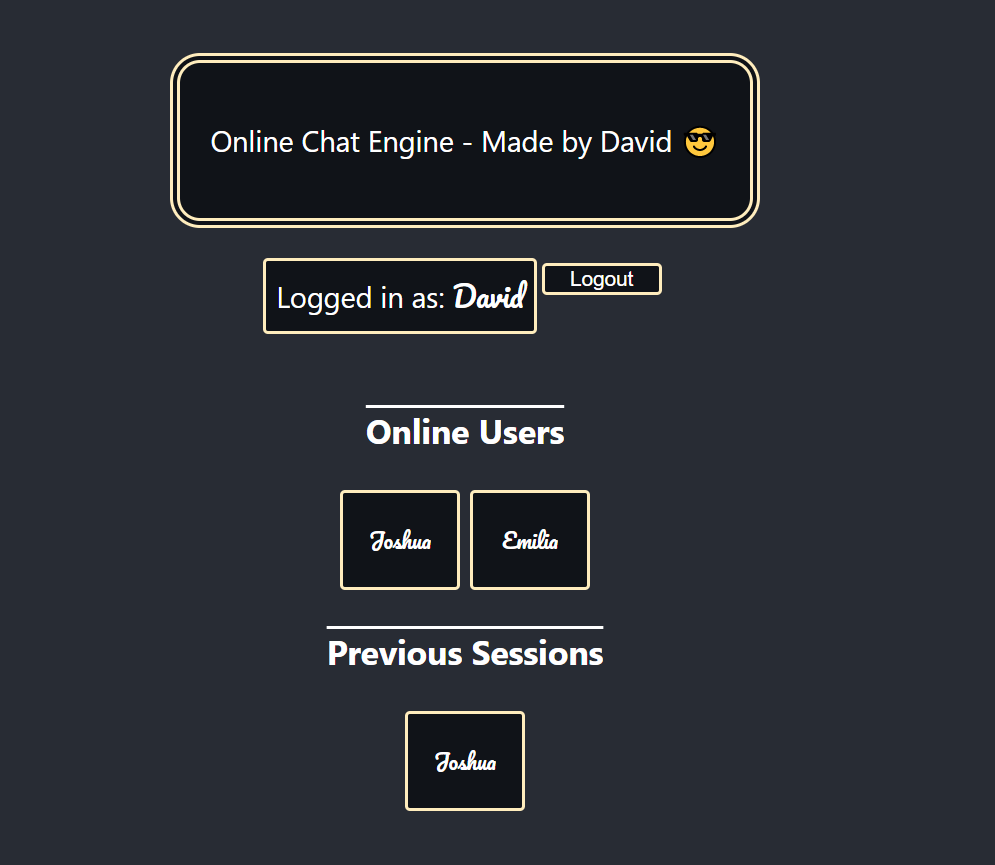 Online Chat Engine - Made by David 😎
Logged in as: David
Logout
Online Users
Joshua
Emilia
Previous Sessions
Joshua